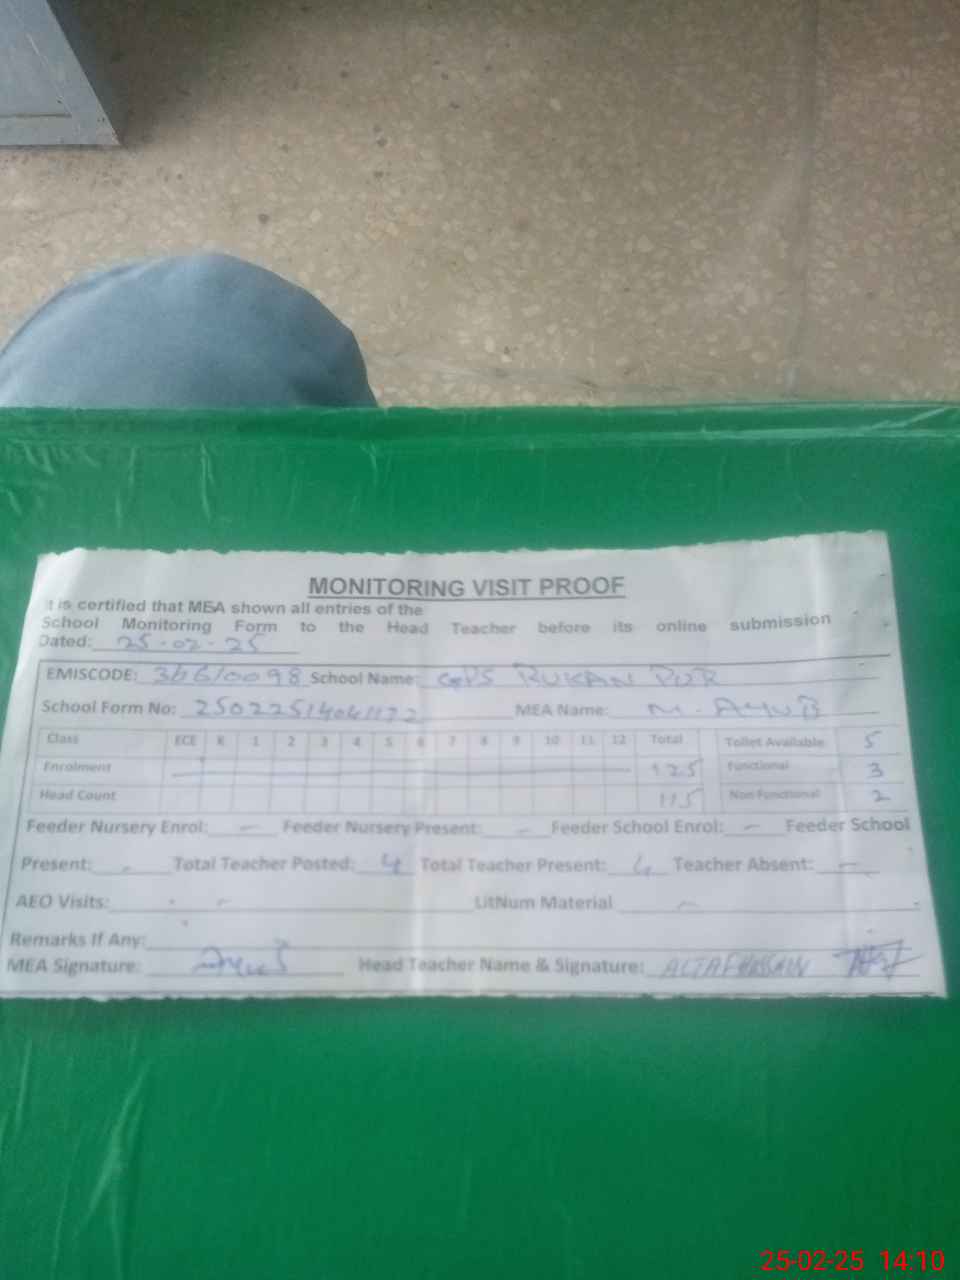 MONITORING VISIT PROOF
It is certified that MEA shown all entries of the
School Monitoring Form to the Head Teacher before its online submission
Dated: 25-02-25
EMISCODE: 36610098 School Name: GPS RUKAN PUR
School Form No: MEA Name: M. AYUB
Class ECE K 1 2 3 4 5 6 7 8 9 10 11 12 Total Toilet Available 5
Enrolment 125 Functional 3
Head Count 115 Non Functional 2
Feeder Nursery Enrol: - Feeder Nursery Present: - Feeder School Enrol: - Feeder School
Present: - Total Teacher Posted: 4 Total Teacher Present: 4 Teacher Absent: -
AEO Visits: - LitNum Material -
Remarks If Any:
MEA Signature: Head Teacher Name & Signature: ALTAF HUSSAIN
25-02-25 14:10